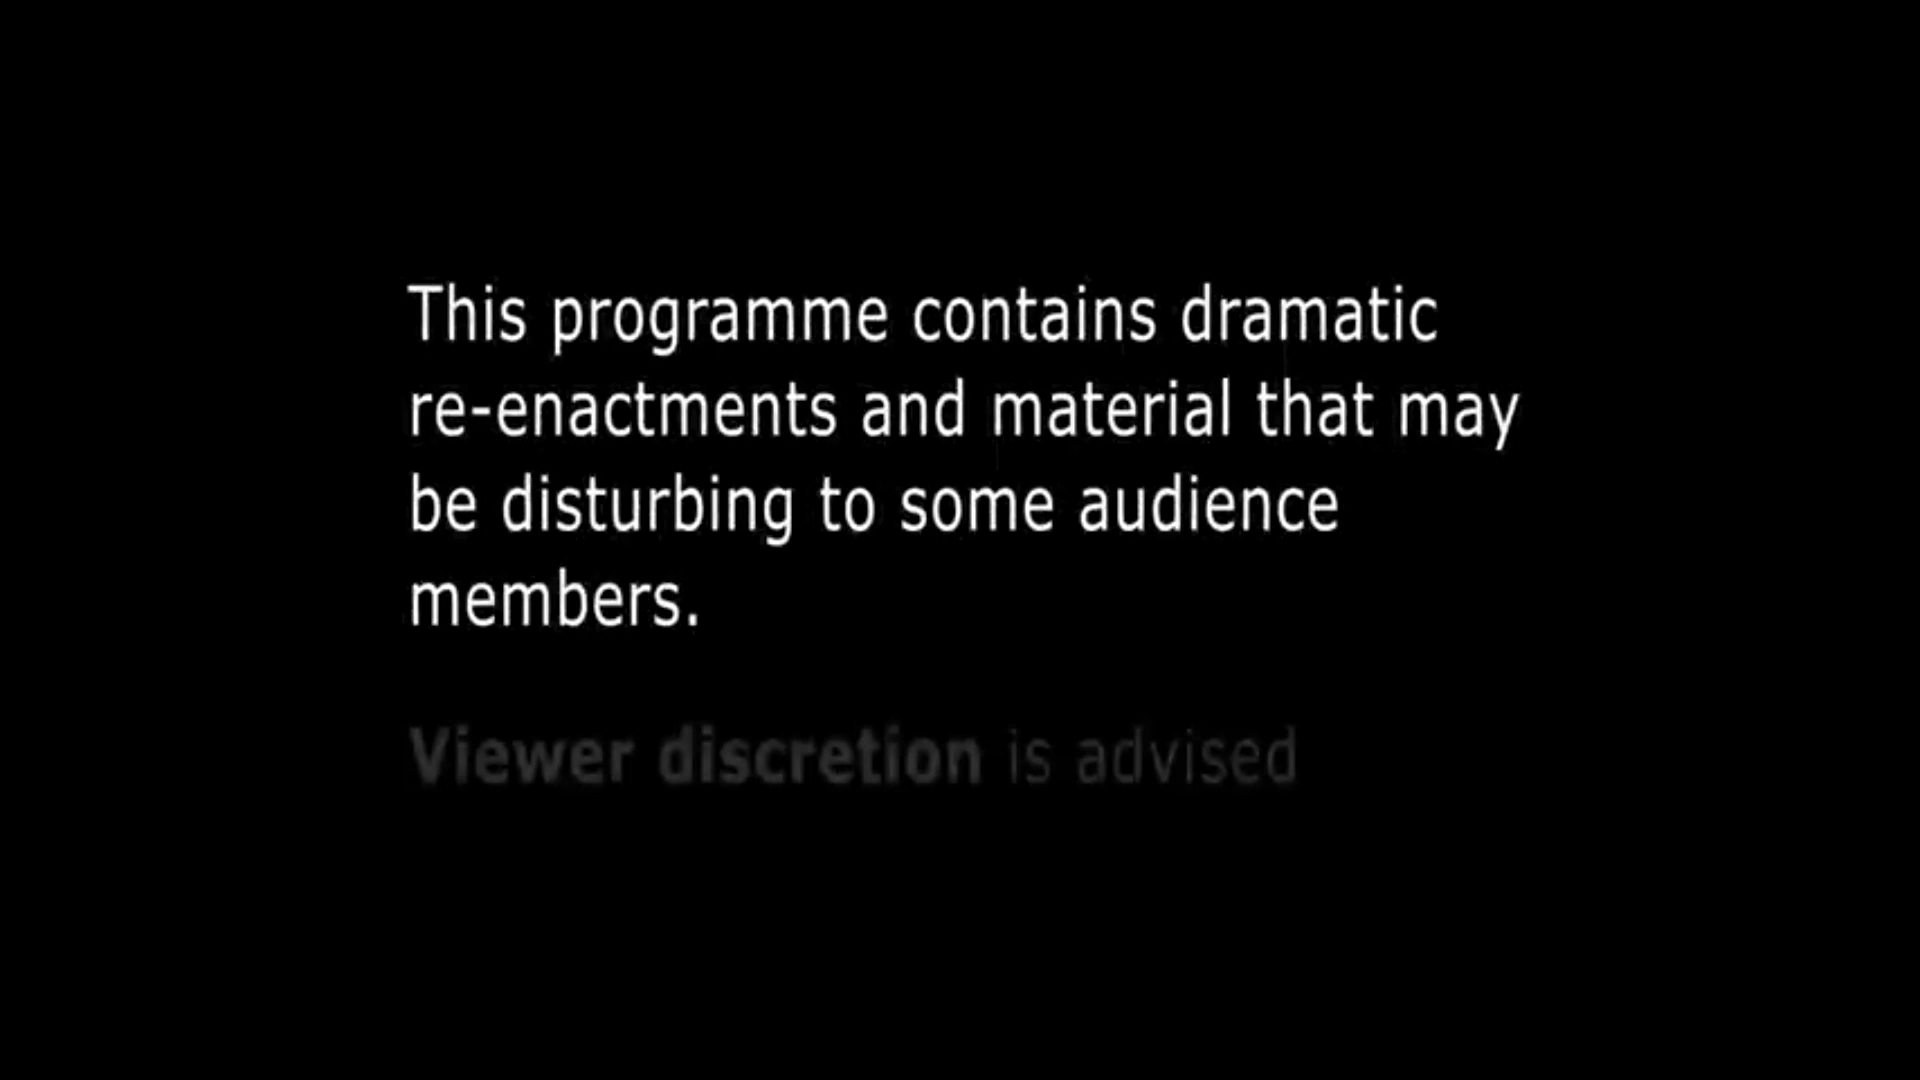 This programme contains dramatic
re-enactments and material that may
be disturbing to some audience
members.
Viewer discretion is advised